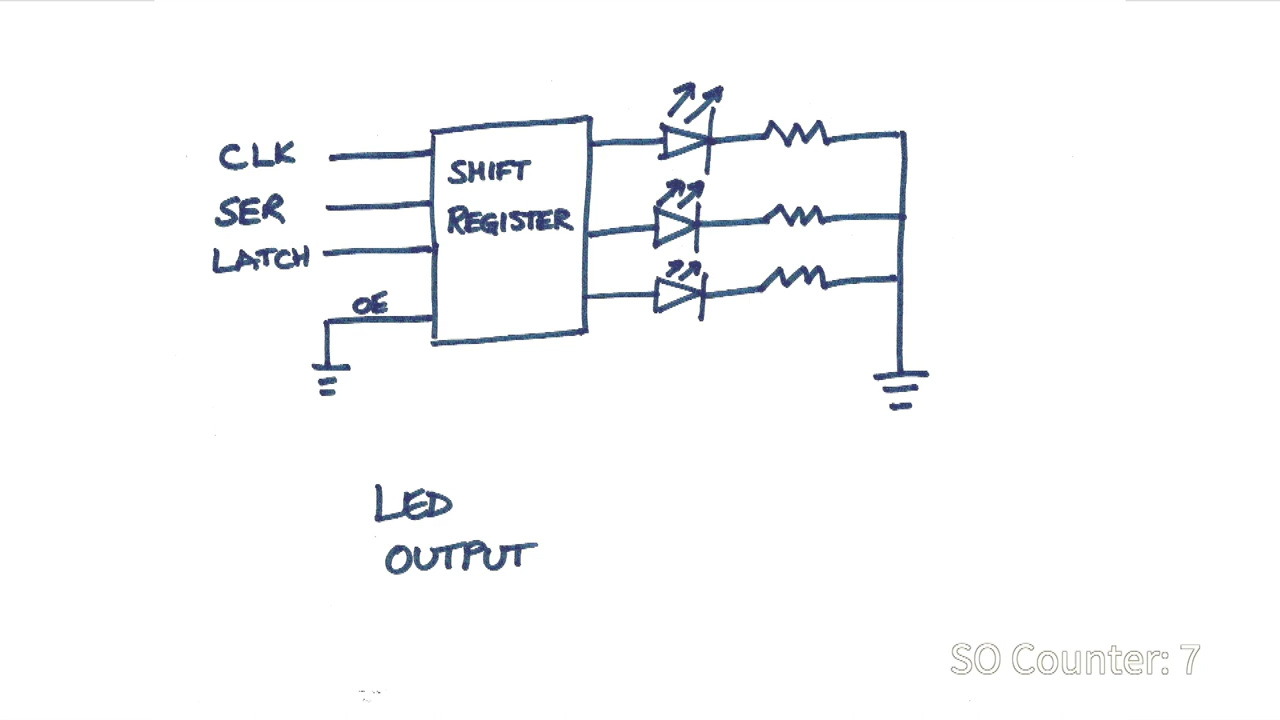 CLK
SER
LATCH
OE
SHIFT
REGISTER
LED
OUTPUT
SO Counter: 7